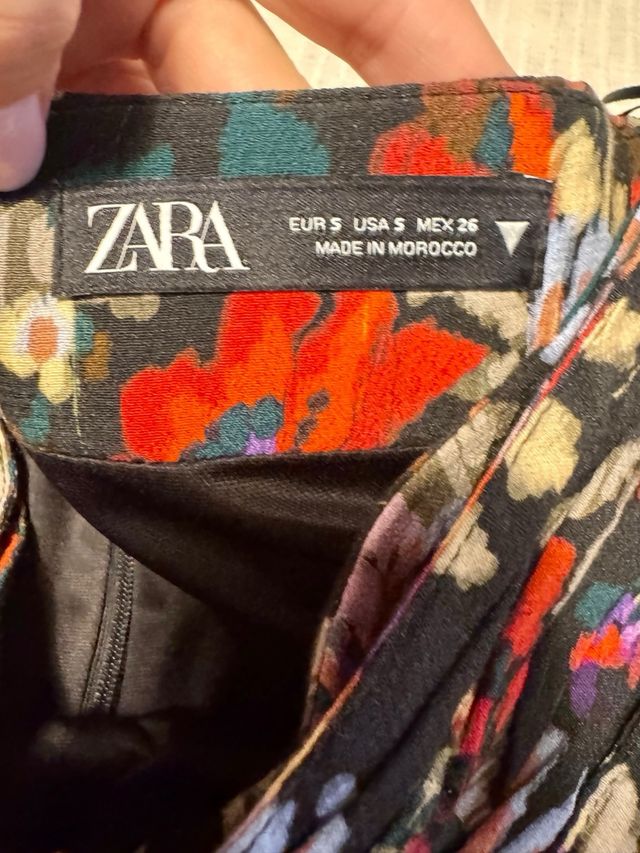 ZARA
EUR S USA S MEX 26
MADE IN MOROCCO